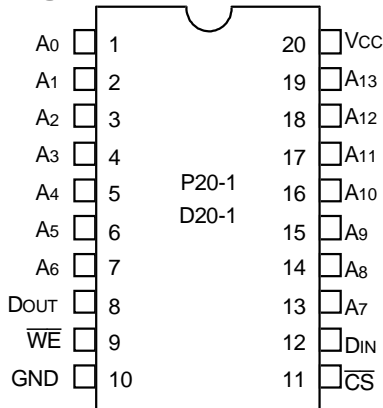 A0 1 20 VCC
A1 2 19 A13
A2 3 18 A12
A3 4 17 A11
A4 5 P20-1 16 A10
A5 6 D20-1 15 A9
A6 7 14 A8
DOUT 8 13 A7
WE 9 12 DIN
GND 10 11 CS